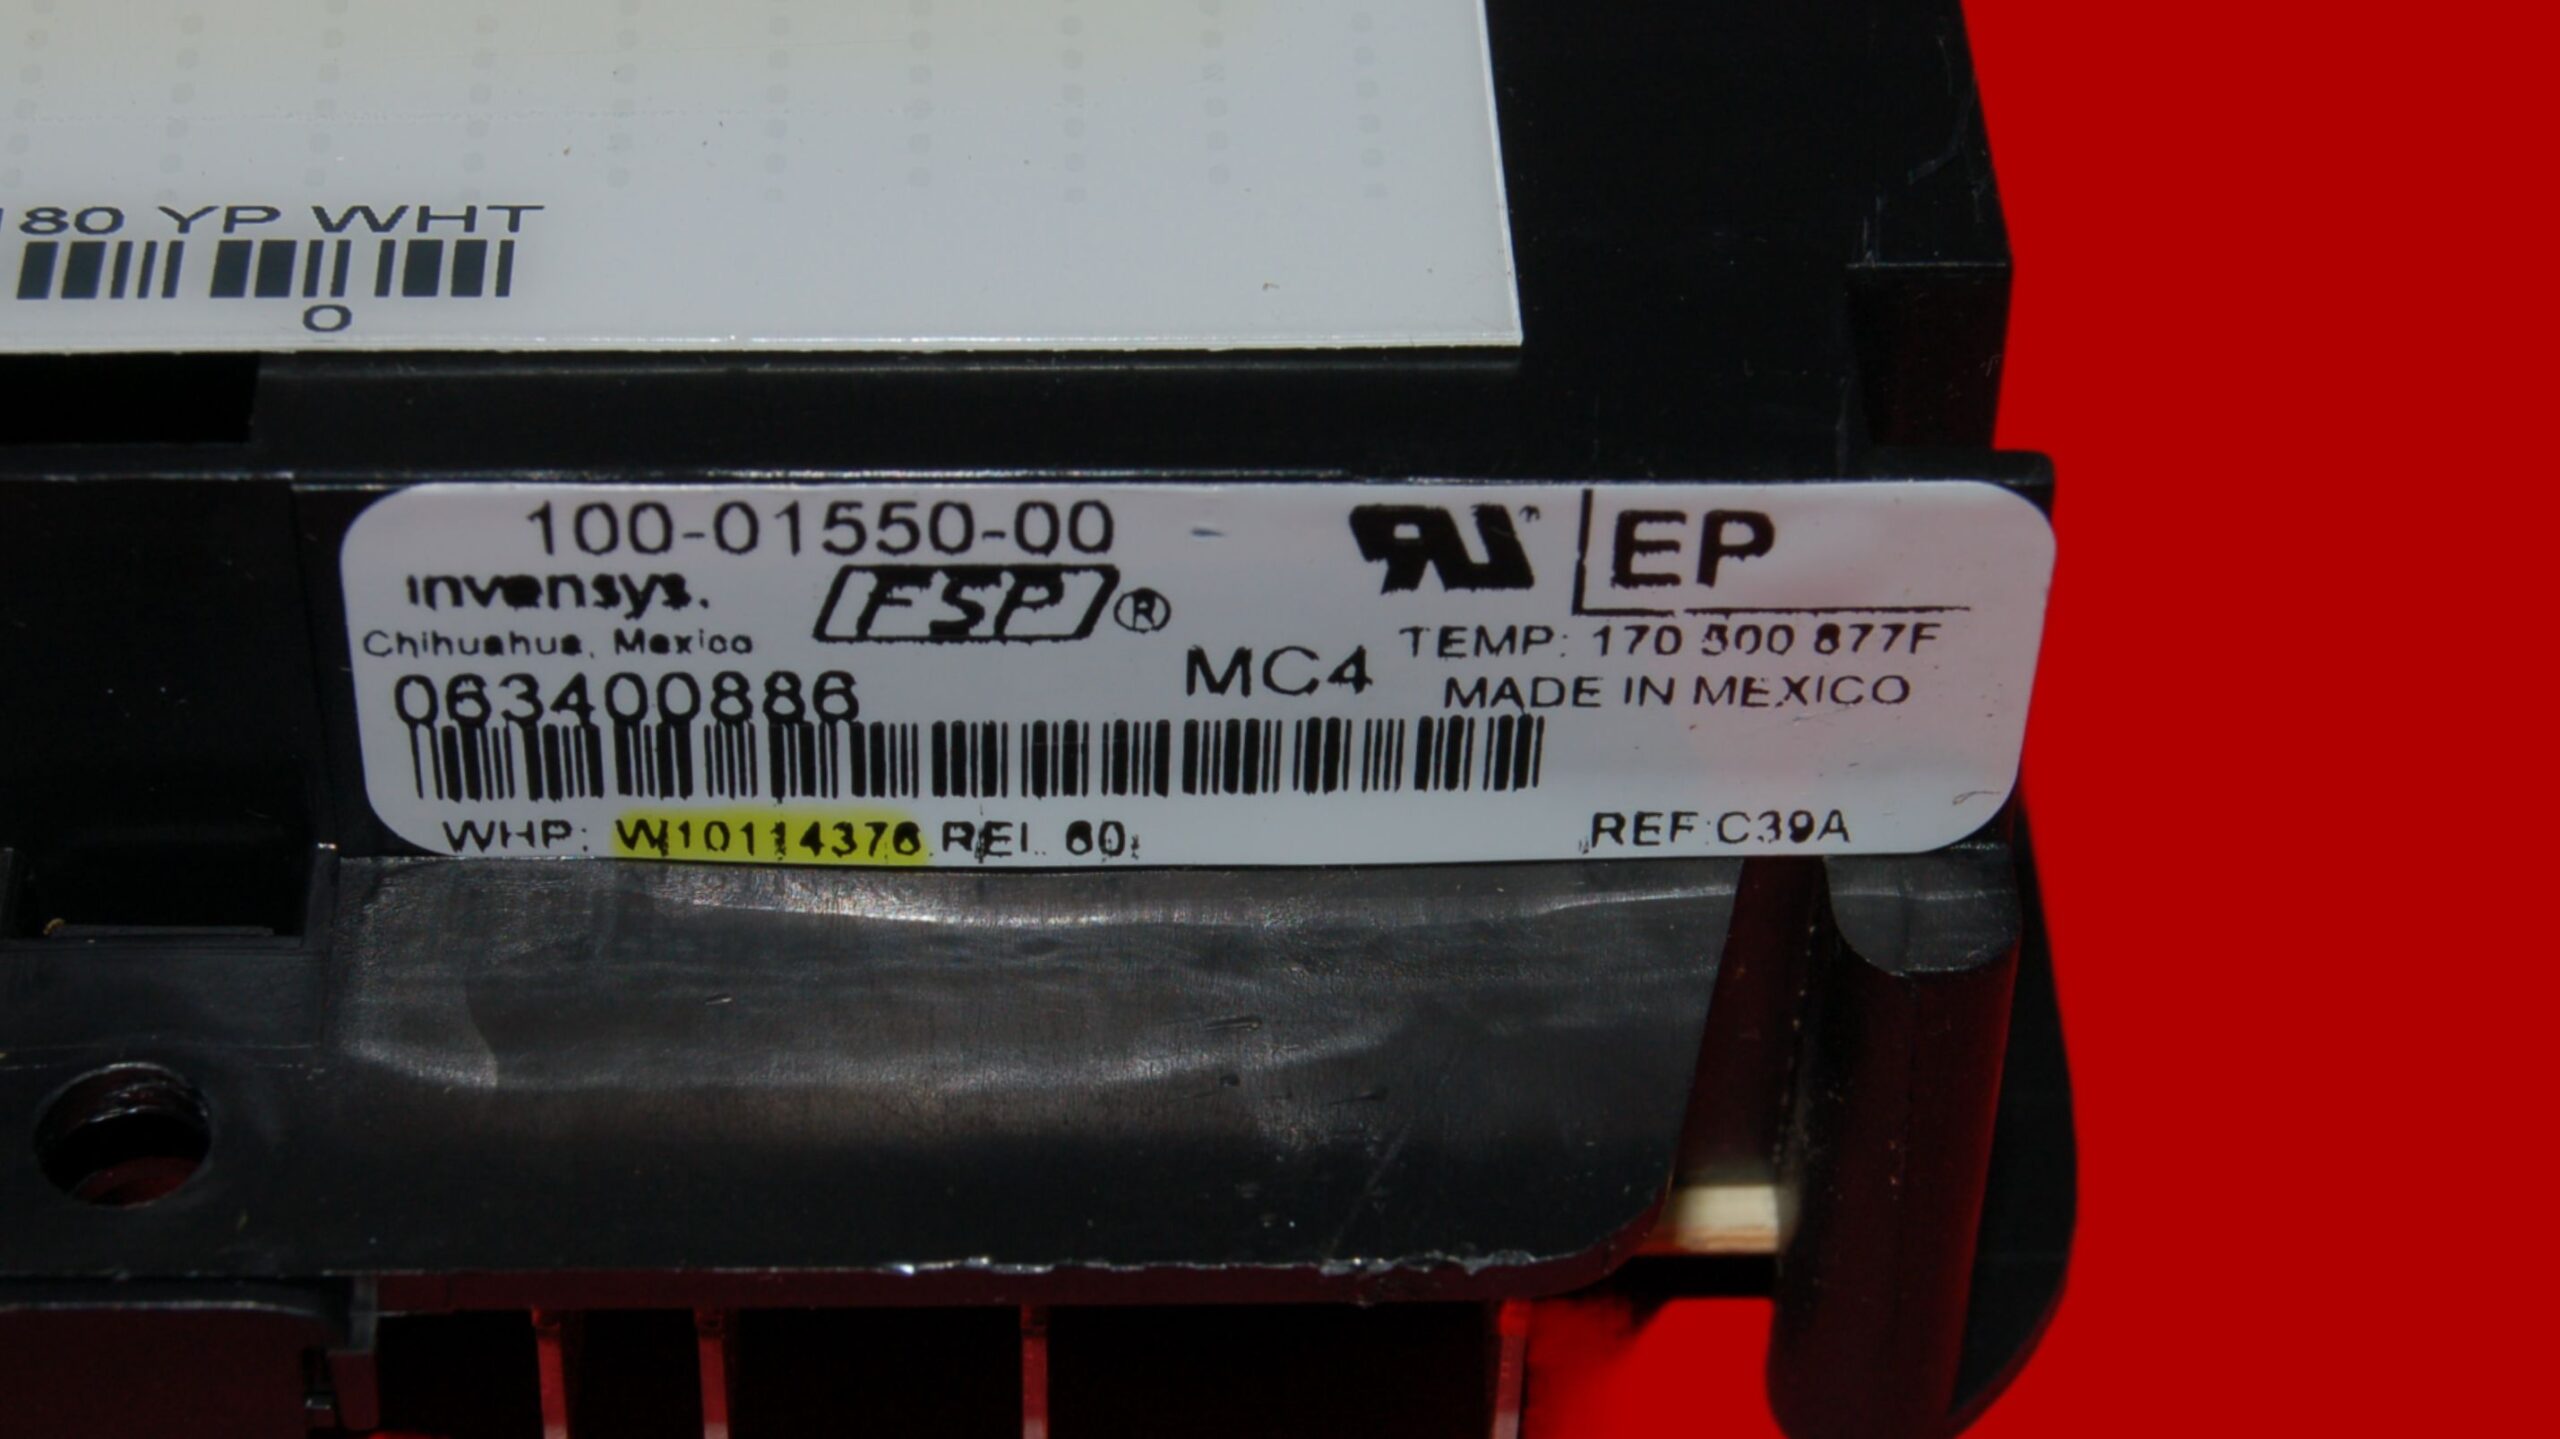 180 YP WHT
0
100-01550-00
invensys.
Chihuahua, Mexico
FSP®
EP
TEMP: 170 500 877F
MC4
MADE IN MEXICO
063400886
WHP: W10114376 REL. 60
REF:C39A